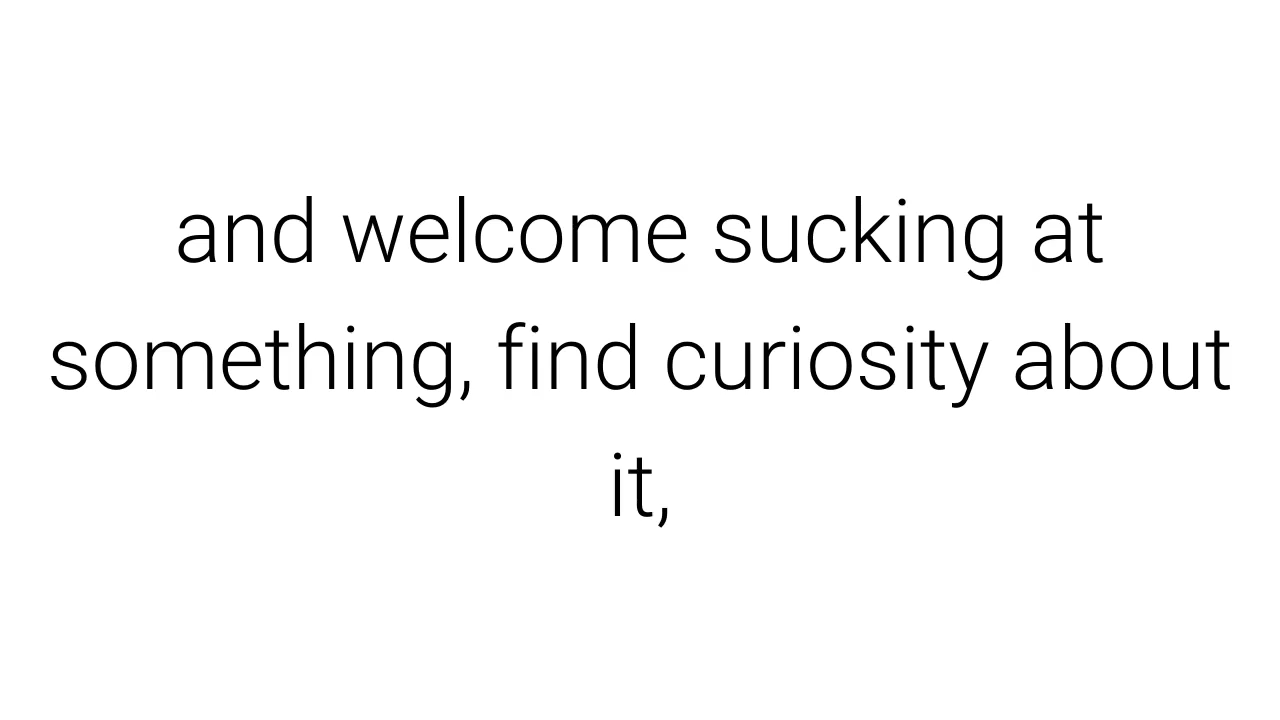 and welcome sucking at
something, find curiosity about
it,